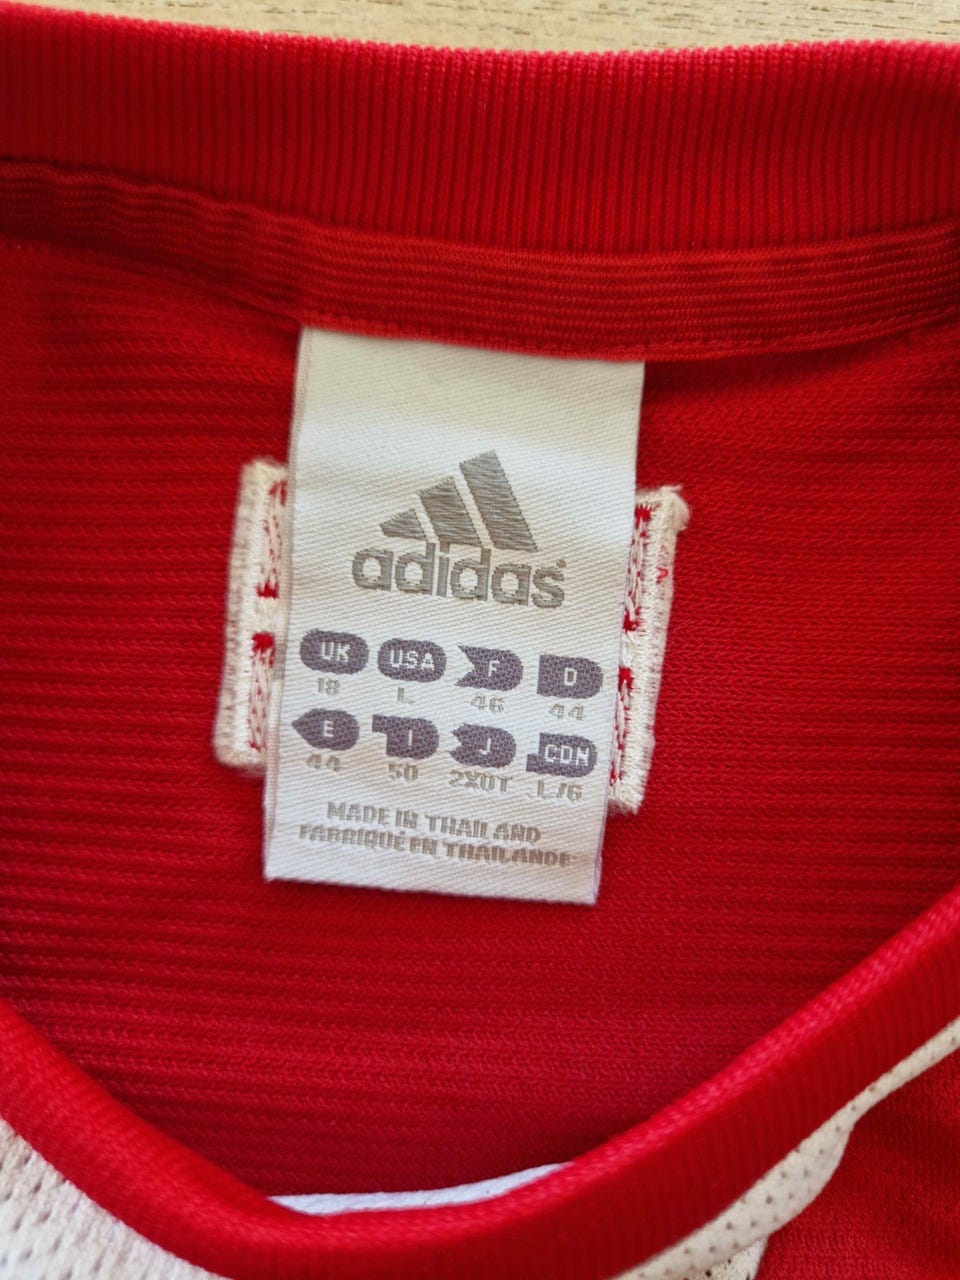 adidas
UK USA F D
18 L 46 44
E I J CDN
44 50 2XOT L/G
MADE IN THAILAND
FABRIQUÉ EN THAILANDE